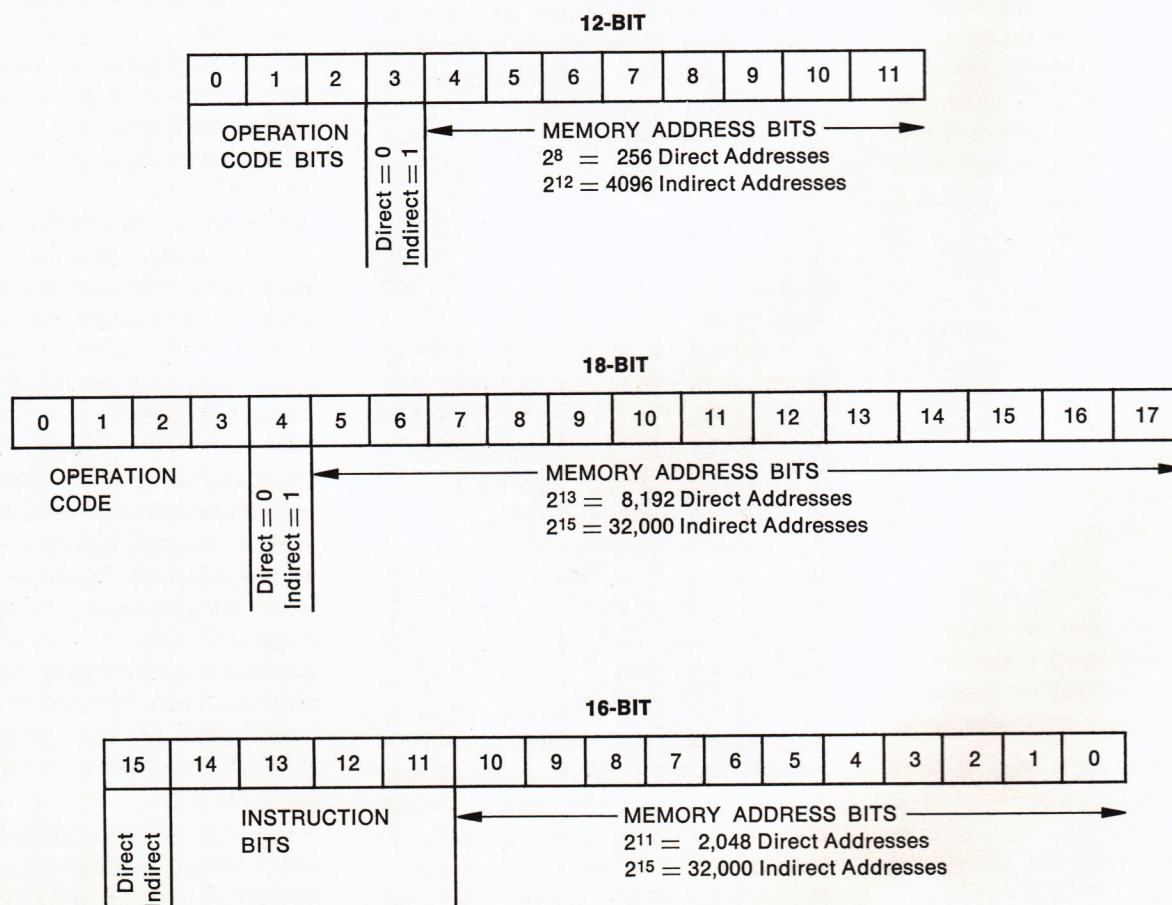 12-BIT
0 1 2 3 4 5 6 7 8 9 10 11
OPERATION
CODE BITS
Direct = 0
Indirect = 1
MEMORY ADDRESS BITS
2⁸ = 256 Direct Addresses
2¹² = 4096 Indirect Addresses
18-BIT
0 1 2 3 4 5 6 7 8 9 10 11 12 13 14 15 16 17
OPERATION
CODE
Direct = 0
Indirect = 1
MEMORY ADDRESS BITS
2¹³ = 8,192 Direct Addresses
2¹⁵ = 32,000 Indirect Addresses
16-BIT
15 14 13 12 11 10 9 8 7 6 5 4 3 2 1 0
Direct
Indirect
INSTRUCTION
BITS
MEMORY ADDRESS BITS
2¹¹ = 2,048 Direct Addresses
2¹⁵ = 32,000 Indirect Addresses